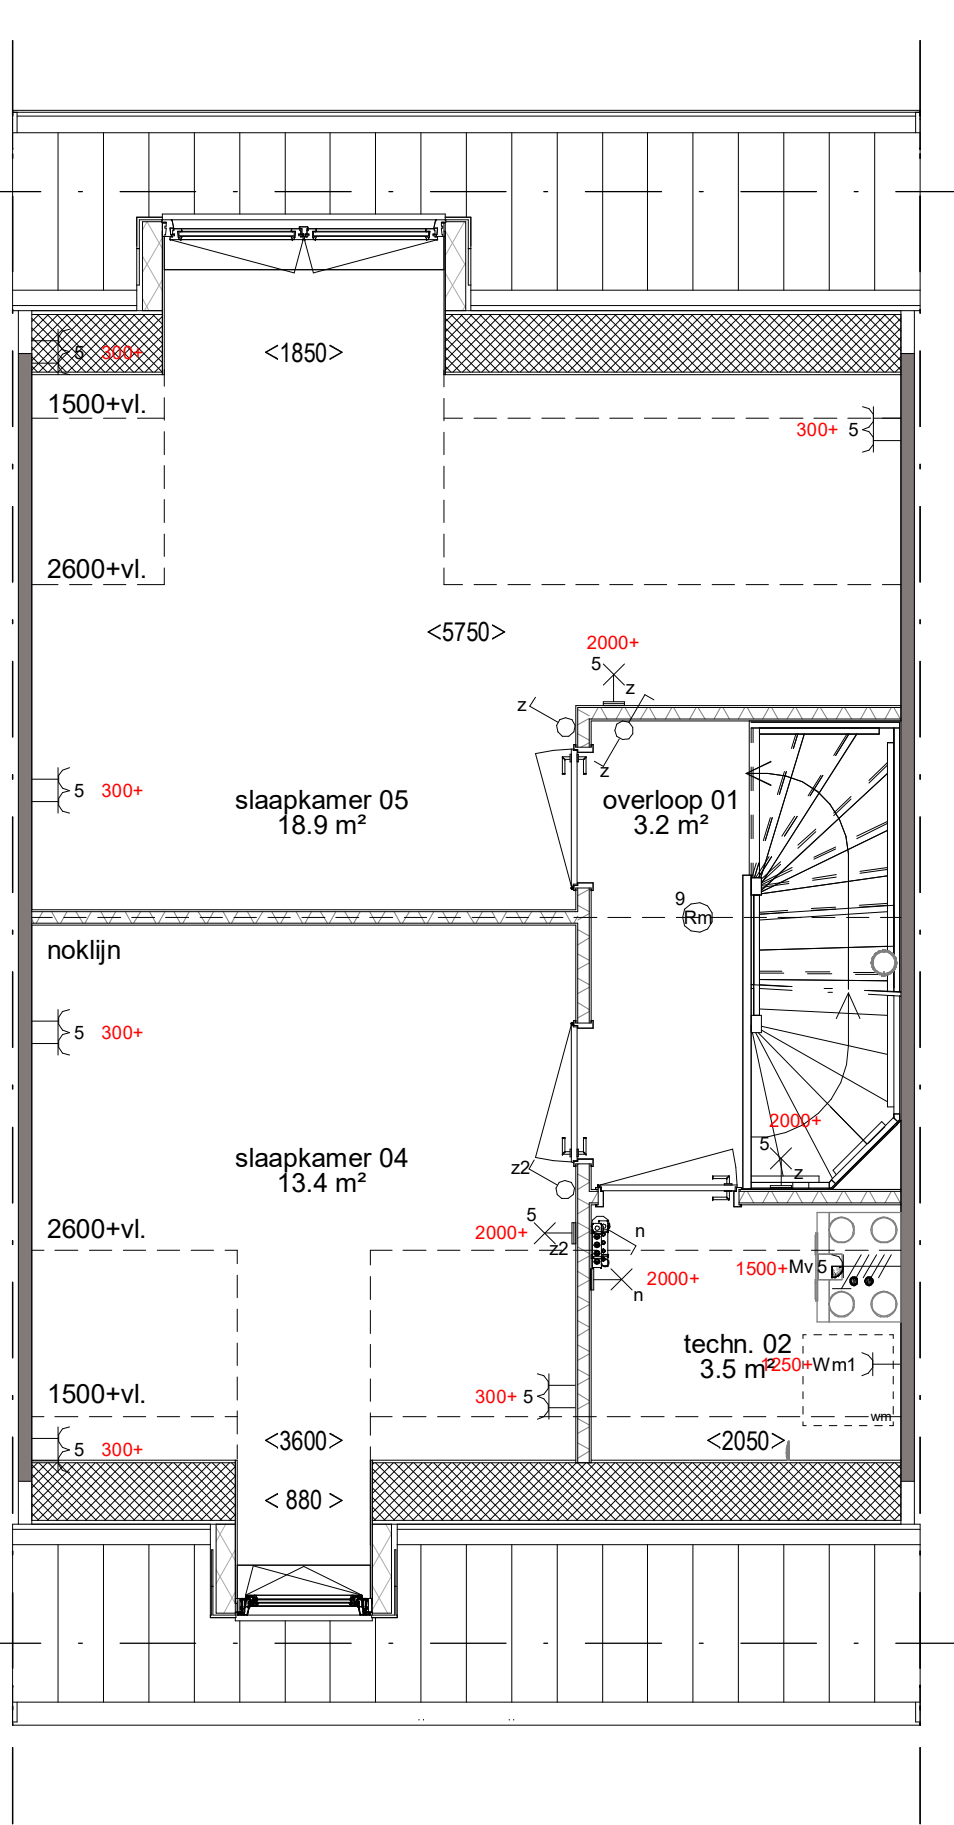 5 300+
<1850>
1500+vl.
300+ 5
2600+vl.
<5750>
2000+
5
z
z
z
5 300+
slaapkamer 05
18.9 m²
overloop 01
3.2 m²
9
Rm
noklijn
5 300+
2000+
5
z
slaapkamer 04
13.4 m²
z2
5
2000+
z2
n
2600+vl.
1500+ Mv 5
2000+
n
techn. 02
3.5 m²
1250+ Wm1
1500+vl.
300+ 5
wm
<3600>
<2050>
5 300+
< 880 >